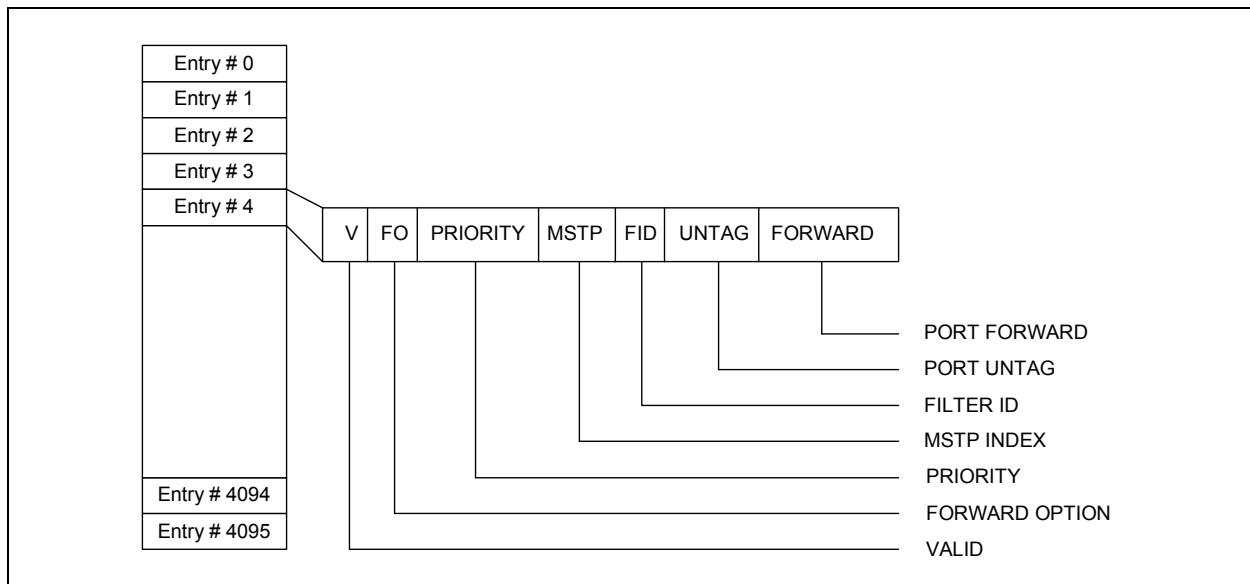 Entry # 0
Entry # 1
Entry # 2
Entry # 3
Entry # 4
V FO PRIORITY MSTP FID UNTAG FORWARD
PORT FORWARD
PORT UNTAG
FILTER ID
MSTP INDEX
PRIORITY
FORWARD OPTION
VALID
Entry # 4094
Entry # 4095